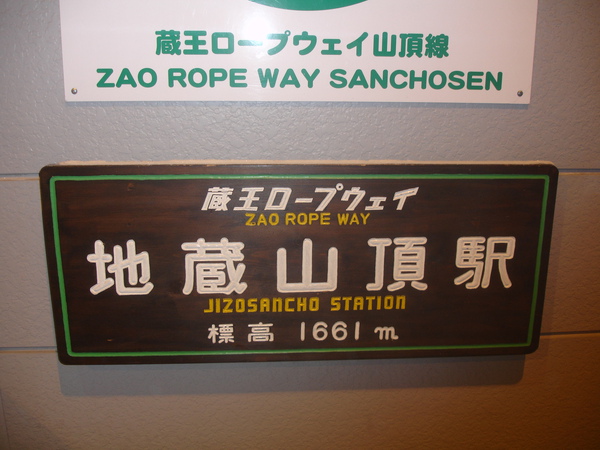 蔵王ロープウェイ山頂線
ZAO ROPE WAY SANCHOSEN
蔵王ロープウェイ
ZAO ROPE WAY
地蔵山頂駅
JIZOSANCHO STATION
標高 1661m